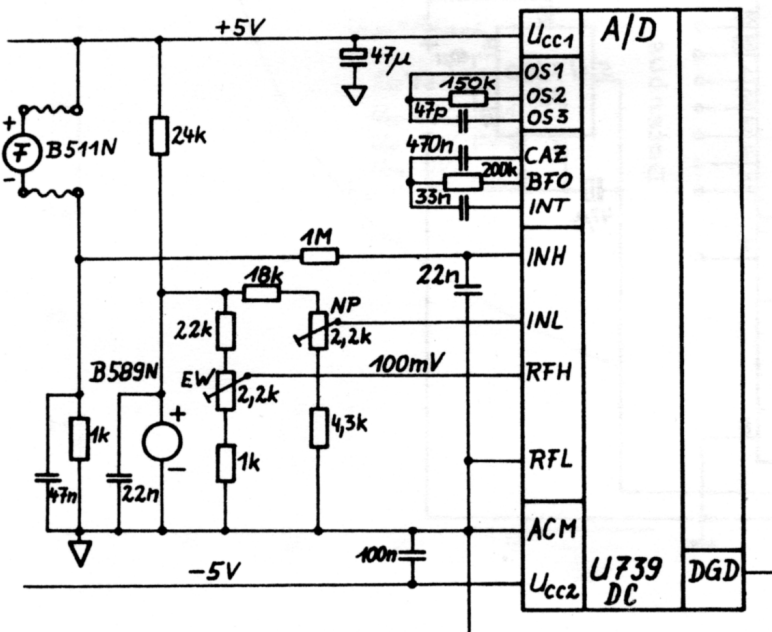 +5V
47µ
UCC1
A/D
OS1
150k
OS2
47p
OS3
24k
+
F
B511N
-
470n
CAZ
200k
BFO
33n
INT
1M
INH
22n
18k
NP
22k
2,2k
INL
B589N
EW
2,2k
100mV
RFH
+
1k
4,3k
-
1k
RFL
47n
22n
ACM
100n
-5V
UCC2
U739
DC
DGD